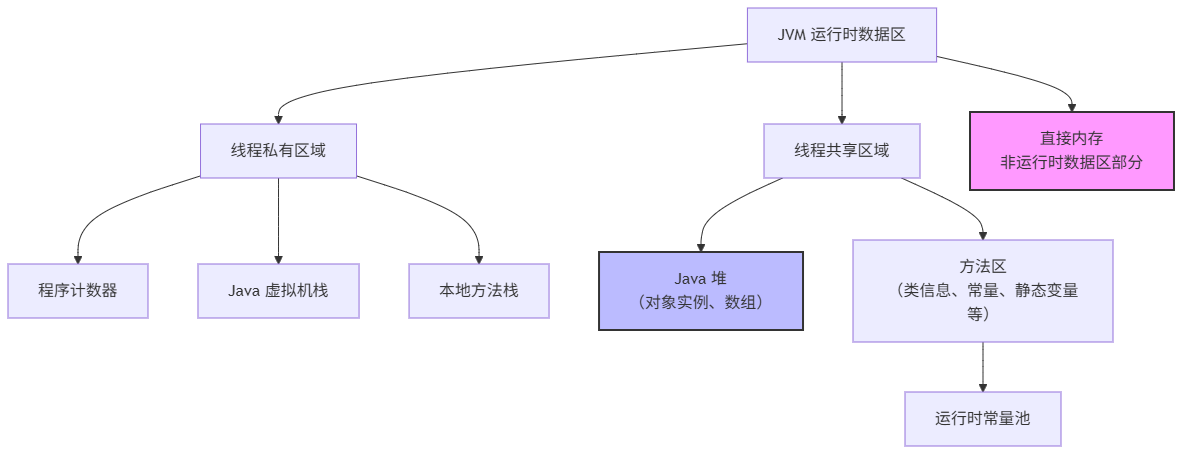 JVM 运行时数据区
线程私有区域
线程共享区域
直接内存
非运行时数据区部分
程序计数器
Java 虚拟机栈
本地方法栈
Java 堆
（对象实例、数组）
方法区
（类信息、常量、静态变量
等）
运行时常量池